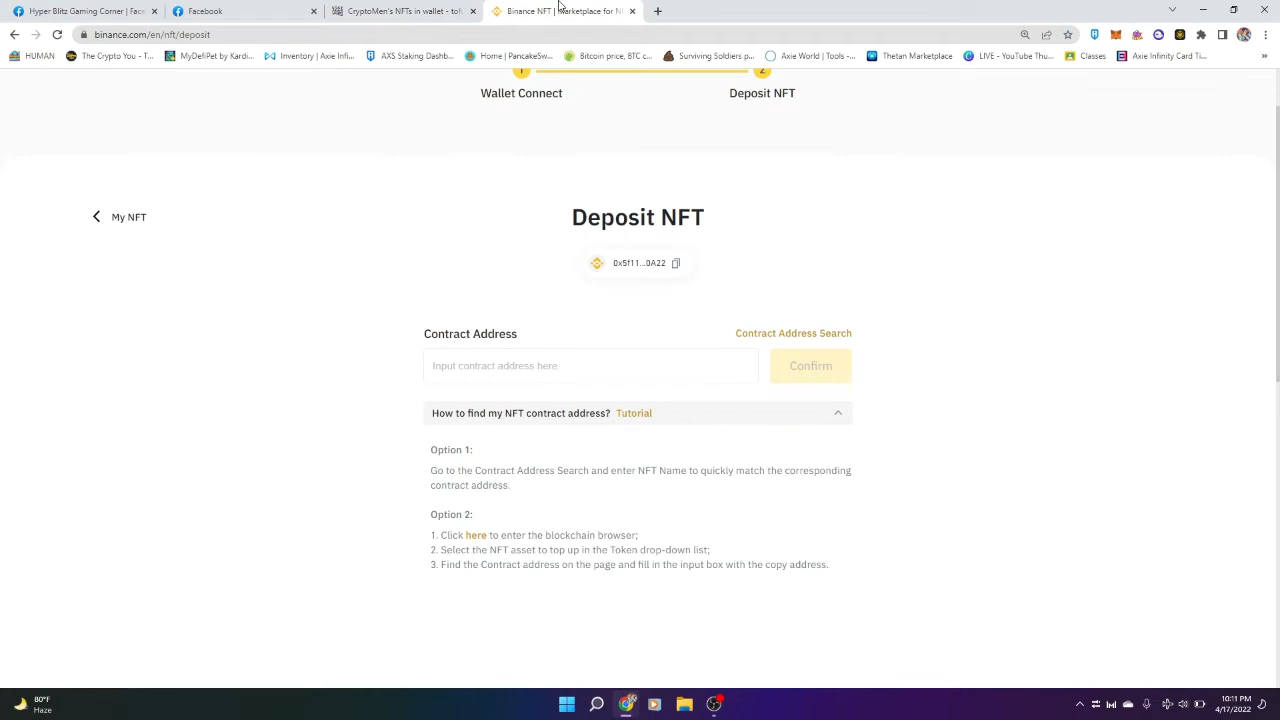 Hyper Blitz Gaming Corner | Face
Facebook
CryptoMen's NFTs in wallet - tof
Binance NFT | Marketplace for N
binance.com/en/nft/deposit
HUMAN
The Crypto You - T...
MyDefiPet by Kardi...
Inventory | Axie Infi...
AXS Staking Dashb...
Home | PancakeSw...
Bitcoin price, BTC c...
Surviving Soldiers p...
Axie World | Tools -...
Thetan Marketplace
LIVE - YouTube Thu...
Classes
Axie Infinity Card Ti...
»
1
2
Wallet Connect
Deposit NFT
My NFT
Deposit NFT
0x5f11...0A22
Contract Address
Contract Address Search
Input contract address here
Confirm
How to find my NFT contract address? Tutorial
Option 1:
Go to the Contract Address Search and enter NFT Name to quickly match the corresponding
contract address.
Option 2:
1. Click here to enter the blockchain browser;
2. Select the NFT asset to top up in the Token drop-down list;
3. Find the Contract address on the page and fill in the input box with the copy address.
80°F
Haze
10:11 PM
4/17/2022